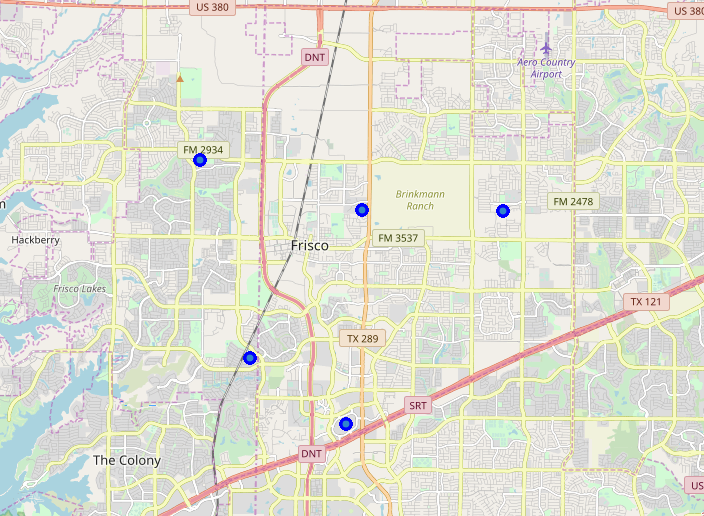 US 380
US 380
DNT
Aero Country
Airport
FM 2934
Brinkmann
Ranch
FM 2478
Hackberry
Frisco
FM 3537
Frisco Lakes
TX 121
TX 289
SRT
The Colony
DNT
US